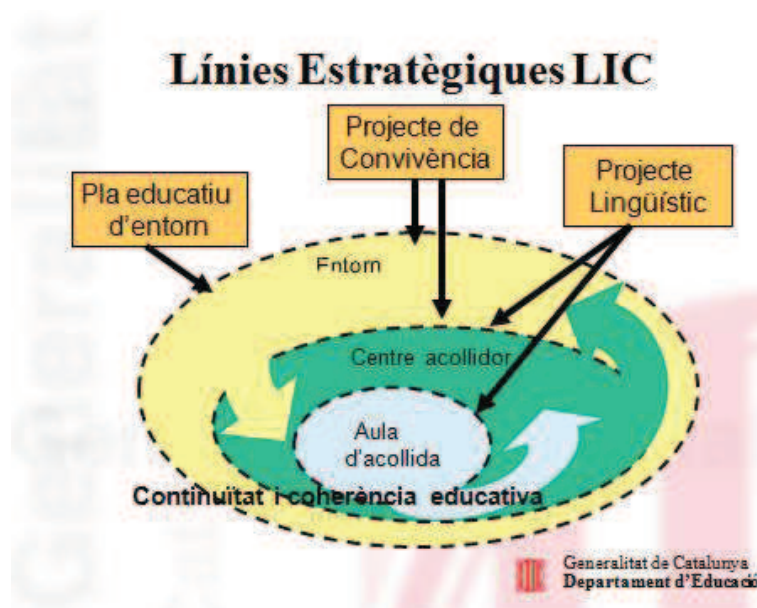 Línies Estratègiques LIC
Projecte de
Convivència
Pla educatiu
d'entorn
Projecte
Lingüístic
Entorn
Centre acollidor
Aula
d'acollida
Continuïtat i coherència educativa
Generalitat de Catalunya
Departament d'Educació